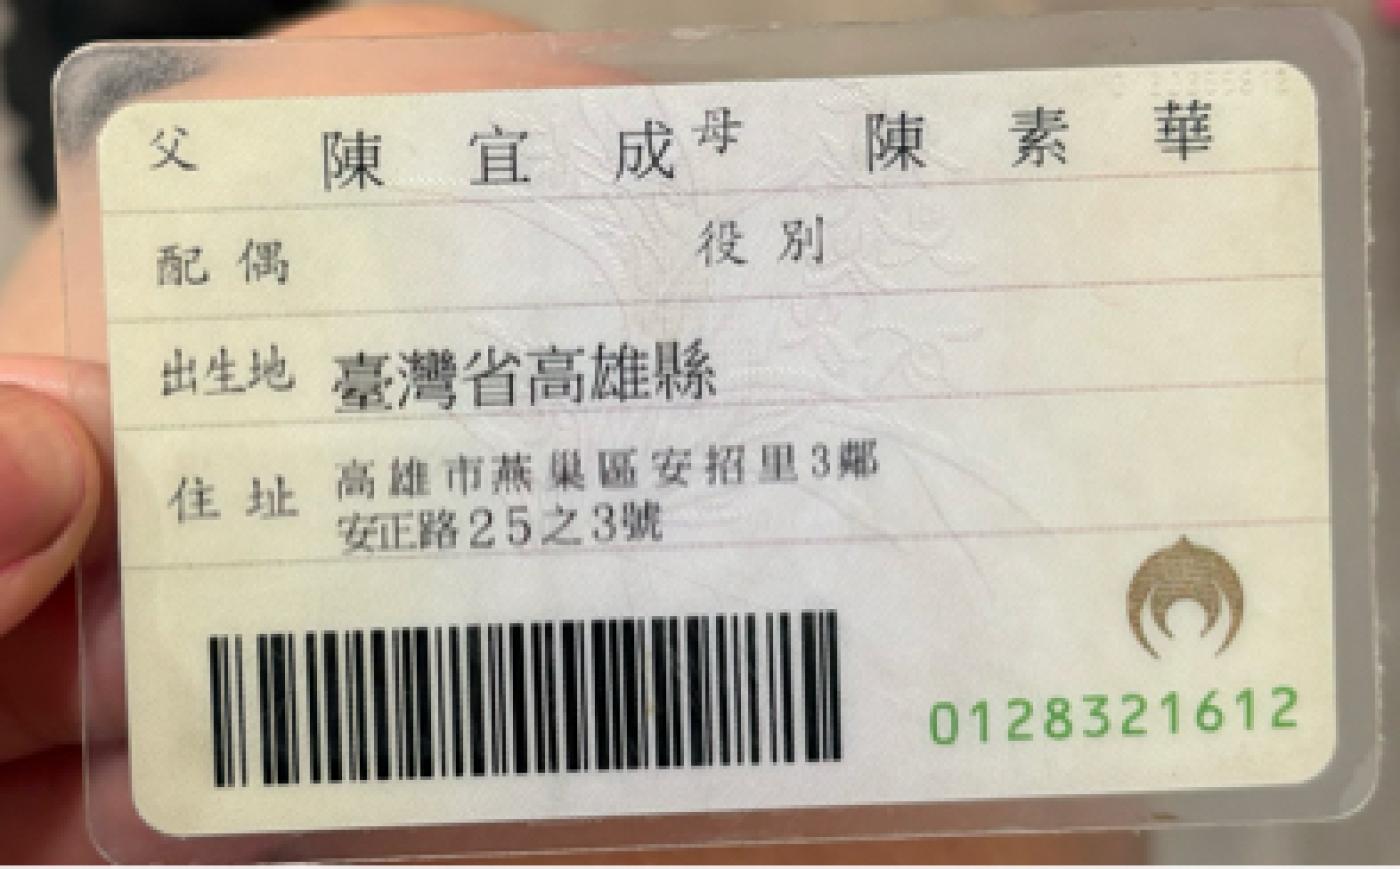 父 陳宜成 母 陳素華
配偶 役別
出生地 臺灣省高雄縣
住址 高雄市燕巢區安招里3鄰
安正路25之3號
0128321612